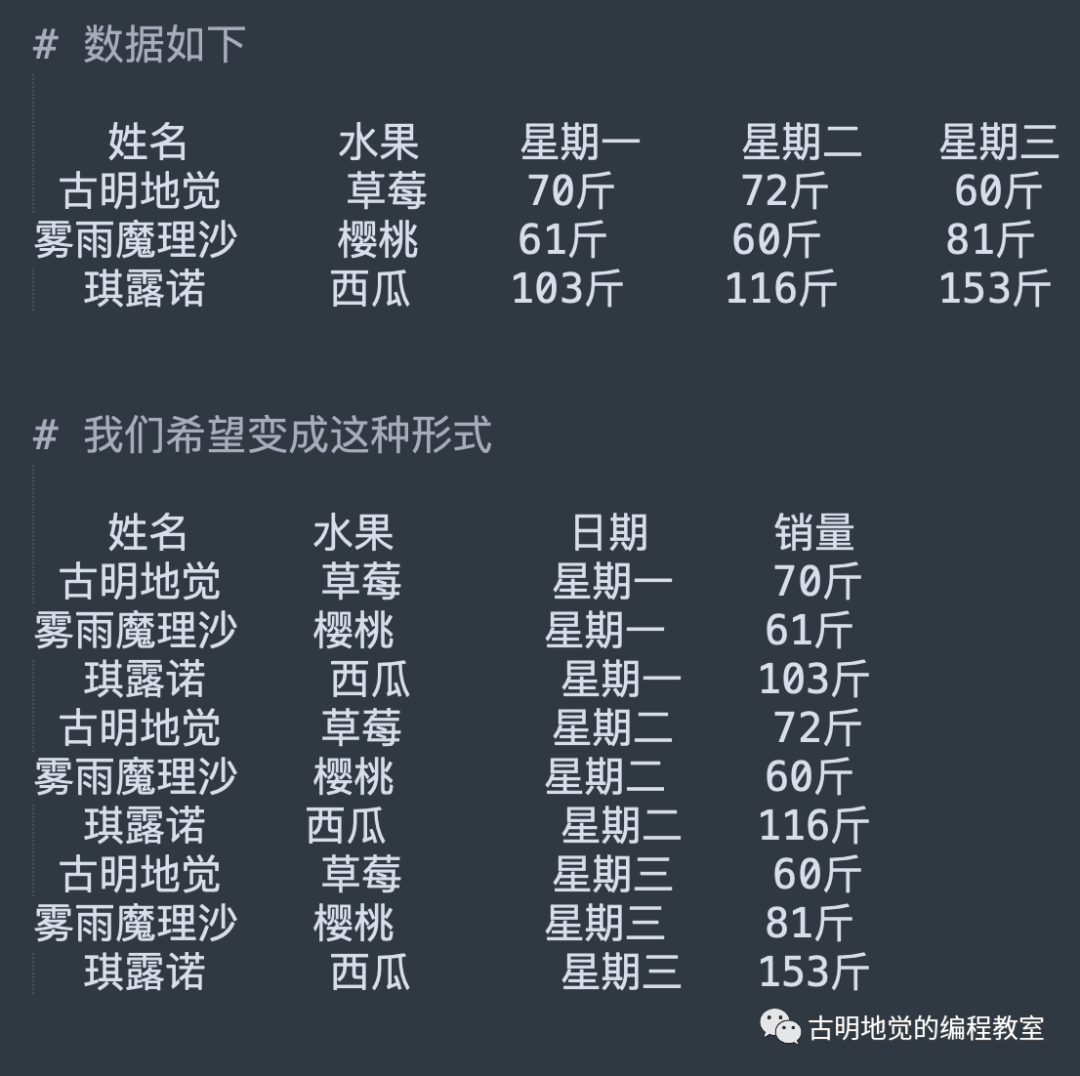 # 数据如下
姓名 水果 星期一 星期二 星期三
古明地觉 草莓 70斤 72斤 60斤
雾雨魔理沙 樱桃 61斤 60斤 81斤
琪露诺 西瓜 103斤 116斤 153斤
# 我们希望变成这种形式
姓名 水果 日期 销量
古明地觉 草莓 星期一 70斤
雾雨魔理沙 樱桃 星期一 61斤
琪露诺 西瓜 星期一 103斤
古明地觉 草莓 星期二 72斤
雾雨魔理沙 樱桃 星期二 60斤
琪露诺 西瓜 星期二 116斤
古明地觉 草莓 星期三 60斤
雾雨魔理沙 樱桃 星期三 81斤
琪露诺 西瓜 星期三 153斤
古明地觉的编程教室